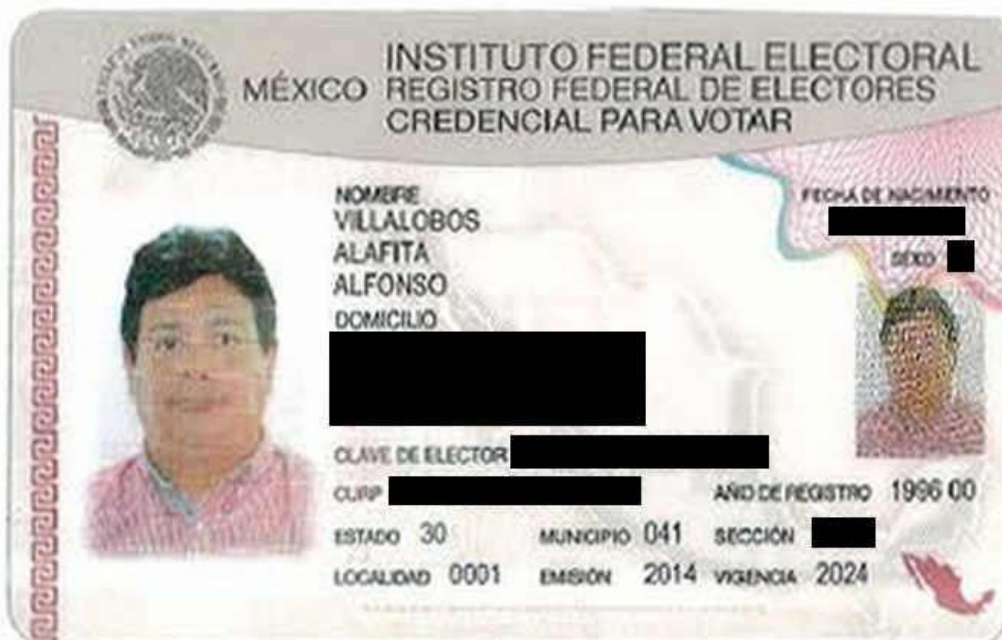 INSTITUTO FEDERAL ELECTORAL
MÉXICO REGISTRO FEDERAL DE ELECTORES
CREDENCIAL PARA VOTAR
NOMBRE
VILLALOBOS
ALAFITA
ALFONSO
FECHA DE NACIMIENTO
SEXO
DOMICILIO
CLAVE DE ELECTOR
CURP
AÑO DE REGISTRO 1996 00
ESTADO 30 MUNICIPIO 041 SECCIÓN
LOCALIDAD 0001 EMISIÓN 2014 VIGENCIA 2024